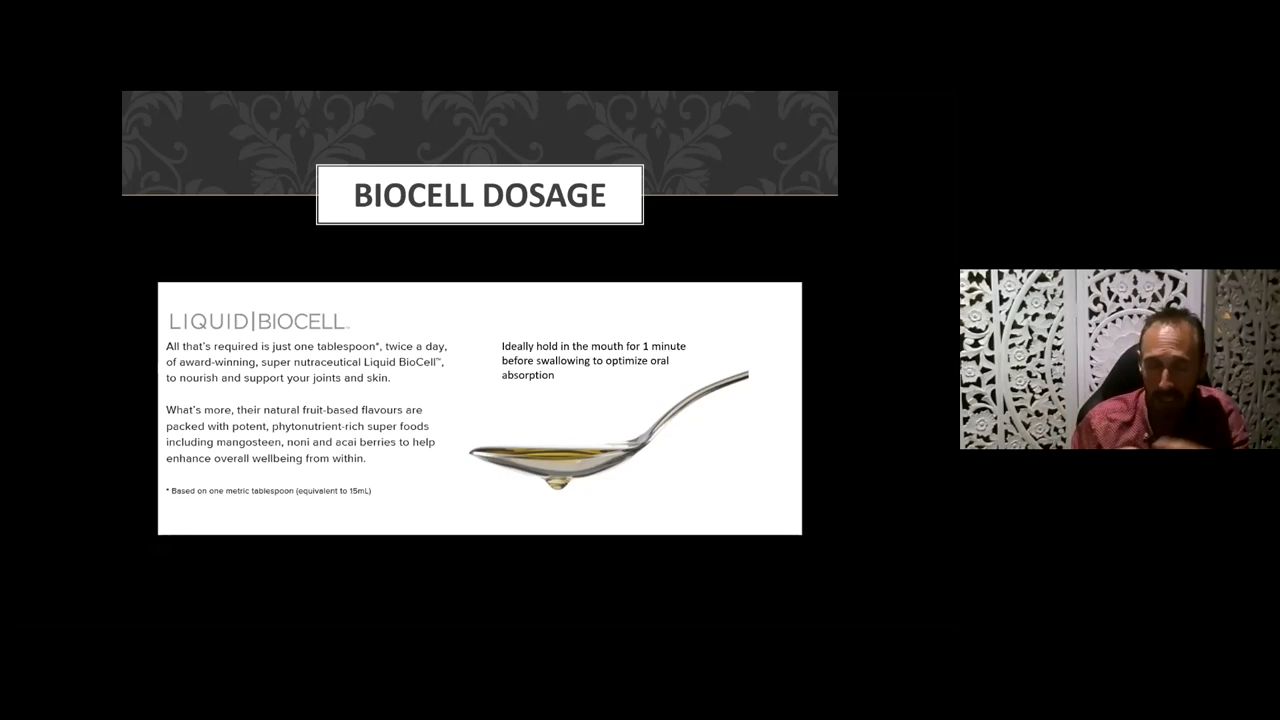 BIOCELL DOSAGE
LIQUID|BIOCELL™
All that's required is just one tablespoon*, twice a day,
of award-winning, super nutraceutical Liquid BioCell™,
to nourish and support your joints and skin.
What's more, their natural fruit-based flavours are
packed with potent, phytonutrient-rich super foods
including mangosteen, noni and acai berries to help
enhance overall wellbeing from within.
* Based on one metric tablespoon (equivalent to 15mL)
Ideally hold in the mouth for 1 minute
before swallowing to optimize oral
absorption